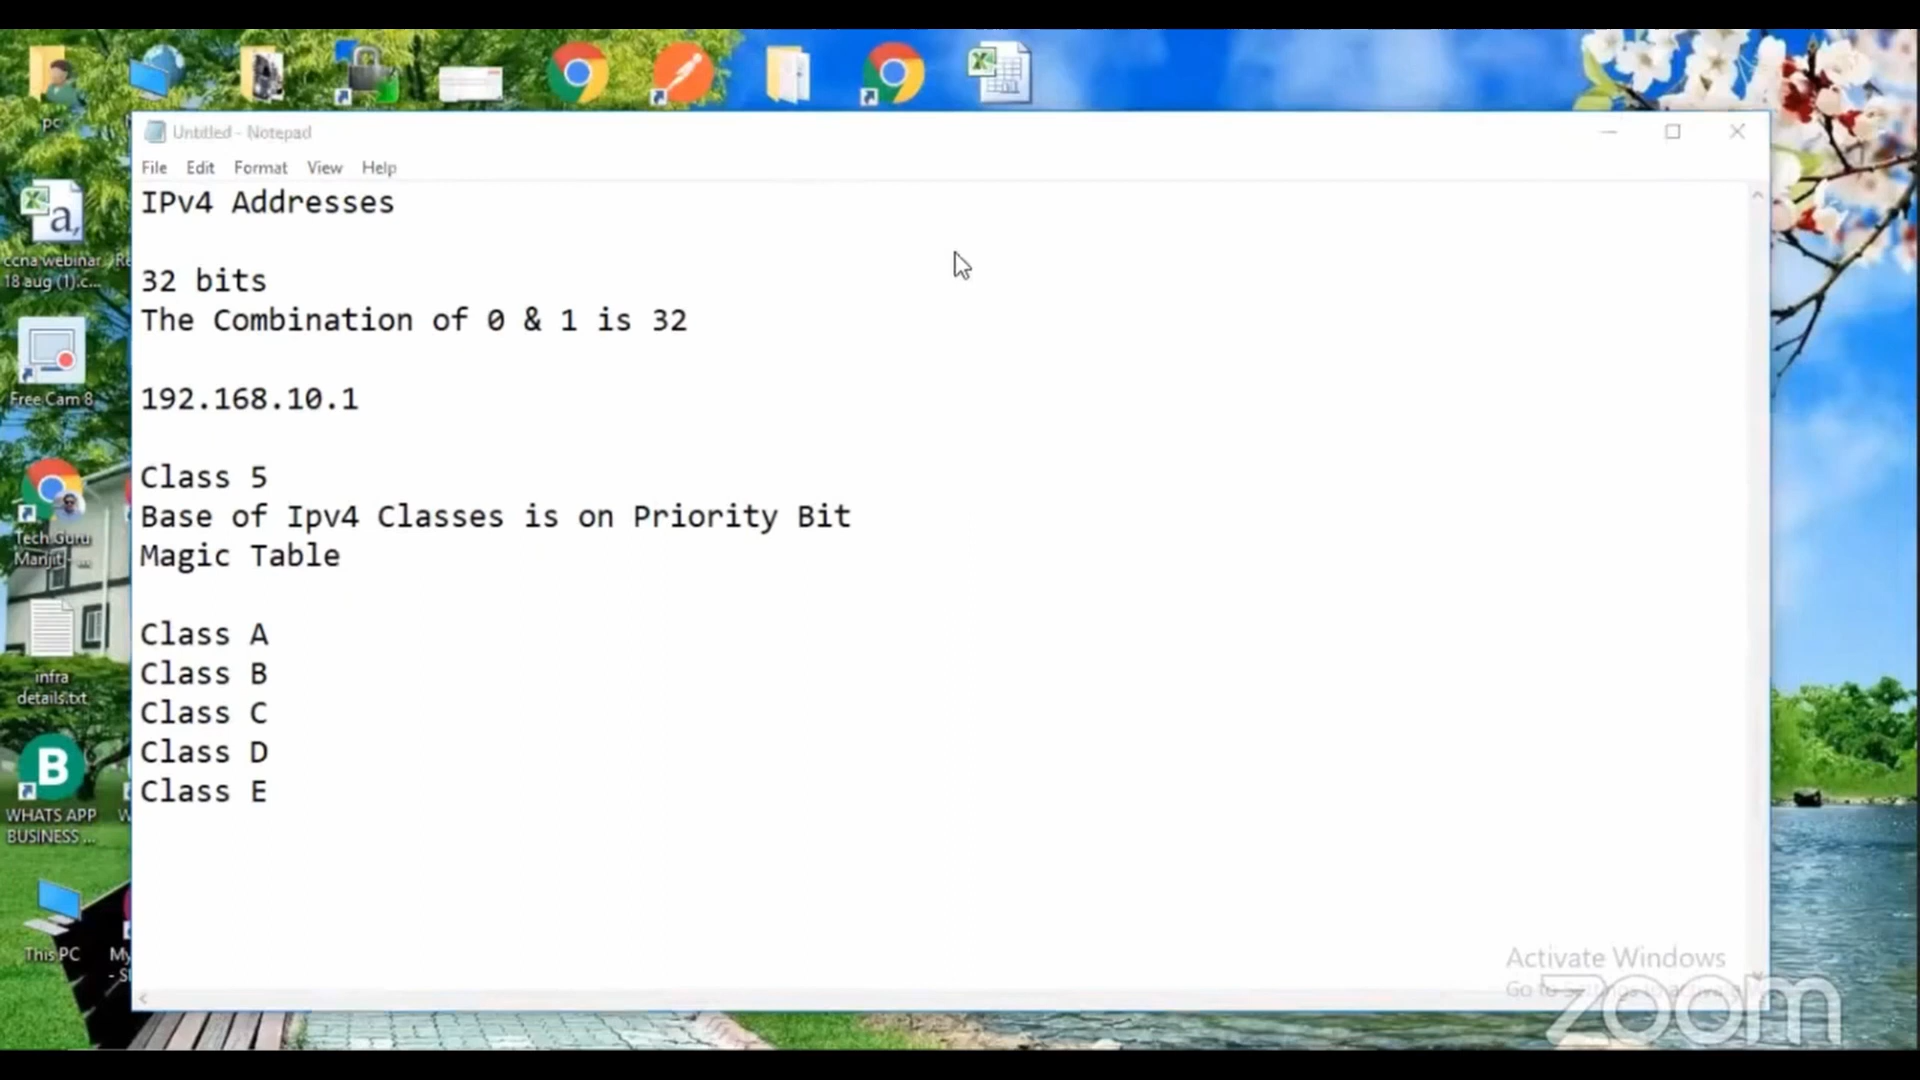 pc
Untitled - Notepad
File Edit Format View Help
IPv4 Addresses
32 bits
The Combination of 0 & 1 is 32
192.168.10.1
Class 5
Base of Ipv4 Classes is on Priority Bit
Magic Table
Class A
Class B
Class C
Class D
Class E
ccna webinar
18 aug (1).c...
Free Cam 8
Tech Guru
Manjit - ...
infra
details.txt
B
WHATS APP
BUSINESS ...
This PC
My
Activate Windows
Go to
zoom